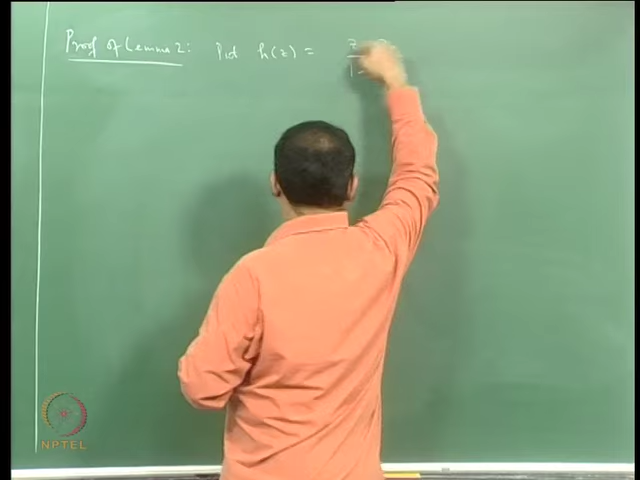 Proof of Lemma 2: Put h(z) =
NPTEL